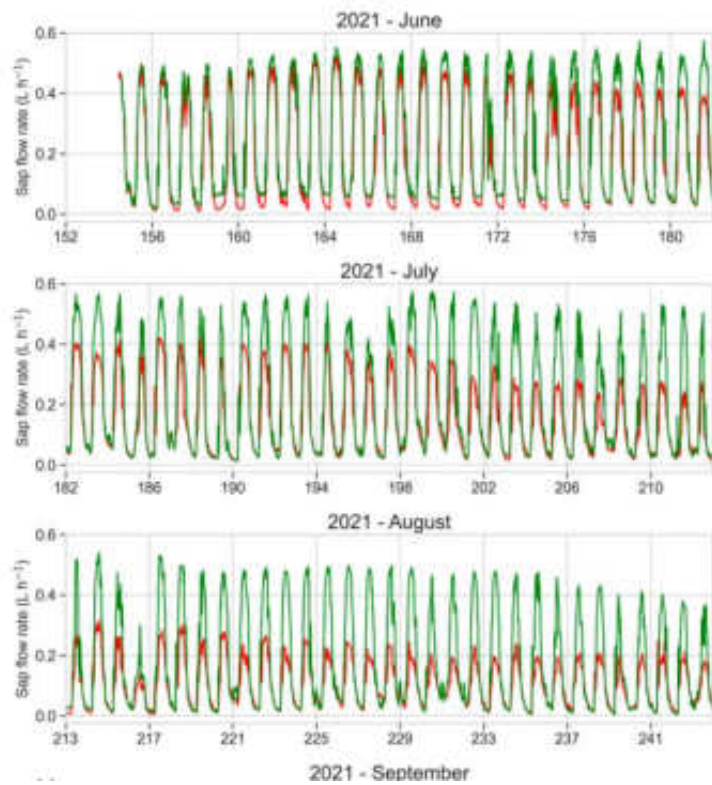 2021 - June
0.6
0.4
0.2
0.0
Sap flow rate (L h⁻¹)
152 156 160 164 168 172 176 180
2021 - July
0.6
0.4
0.2
0.0
Sap flow rate (L h⁻¹)
182 186 190 194 198 202 206 210
2021 - August
0.6
0.4
0.2
0.0
Sap flow rate (L h⁻¹)
213 217 221 225 229 233 237 241
2021 - September